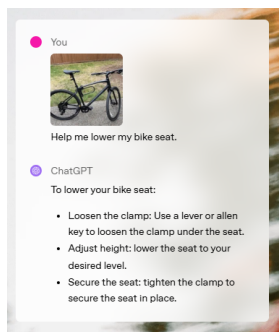 You
Help me lower my bike seat.
ChatGPT
To lower your bike seat:
• Loosen the clamp: Use a lever or allen
key to loosen the clamp under the seat.
• Adjust height: lower the seat to your
desired level.
• Secure the seat: tighten the clamp to
secure the seat in place.